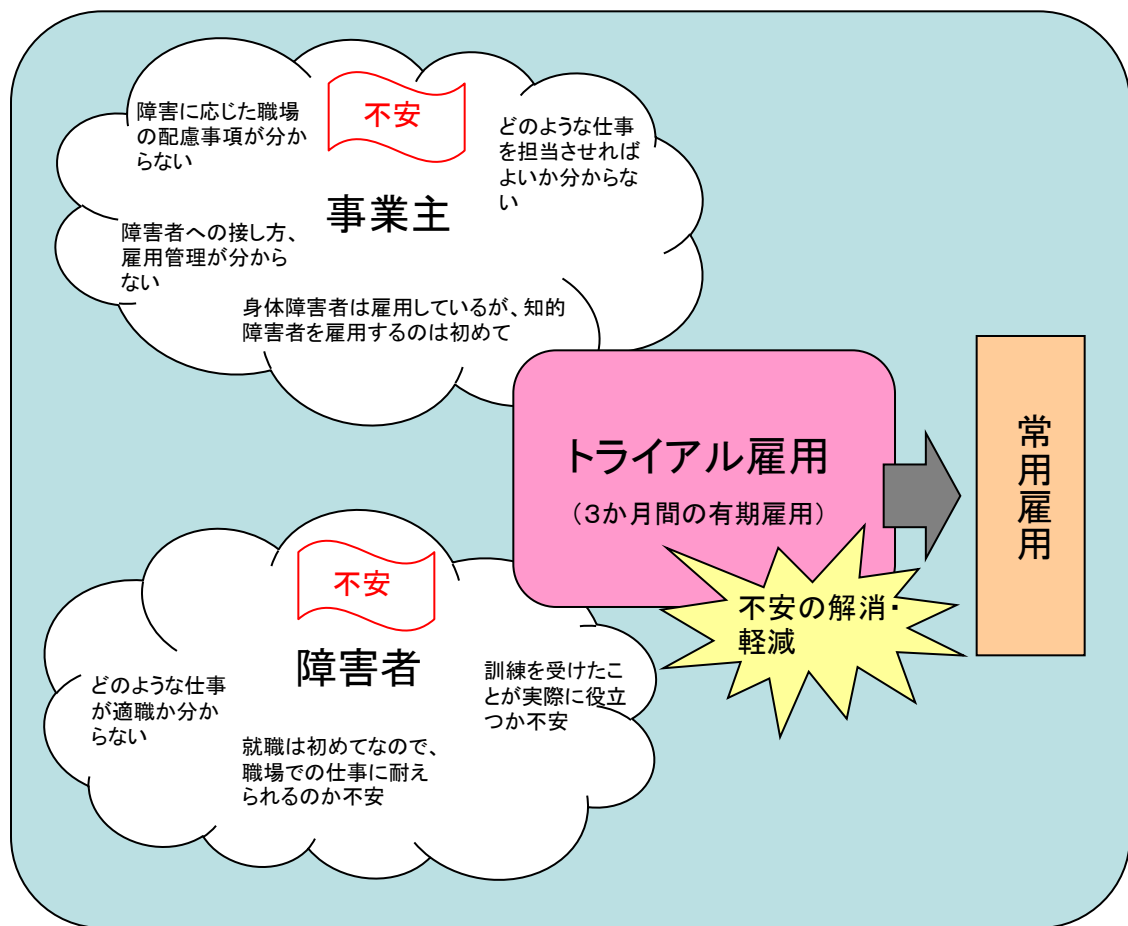 不安
障害に応じた職場
の配慮事項が分か
らない
どのような仕事
を担当させれば
よいか分からな
い
事業主
障害者への接し方、
雇用管理が分から
ない
身体障害者は雇用しているが、知的
障害者を雇用するのは初めて
トライアル雇用
（３か月間の有期雇用）
常用雇用
不安の解消・
軽減
不安
障害者
どのような仕事
が適職か分か
らない
訓練を受けたこ
とが実際に役立
つか不安
就職は初めてなので、
職場での仕事に耐え
られるのか不安